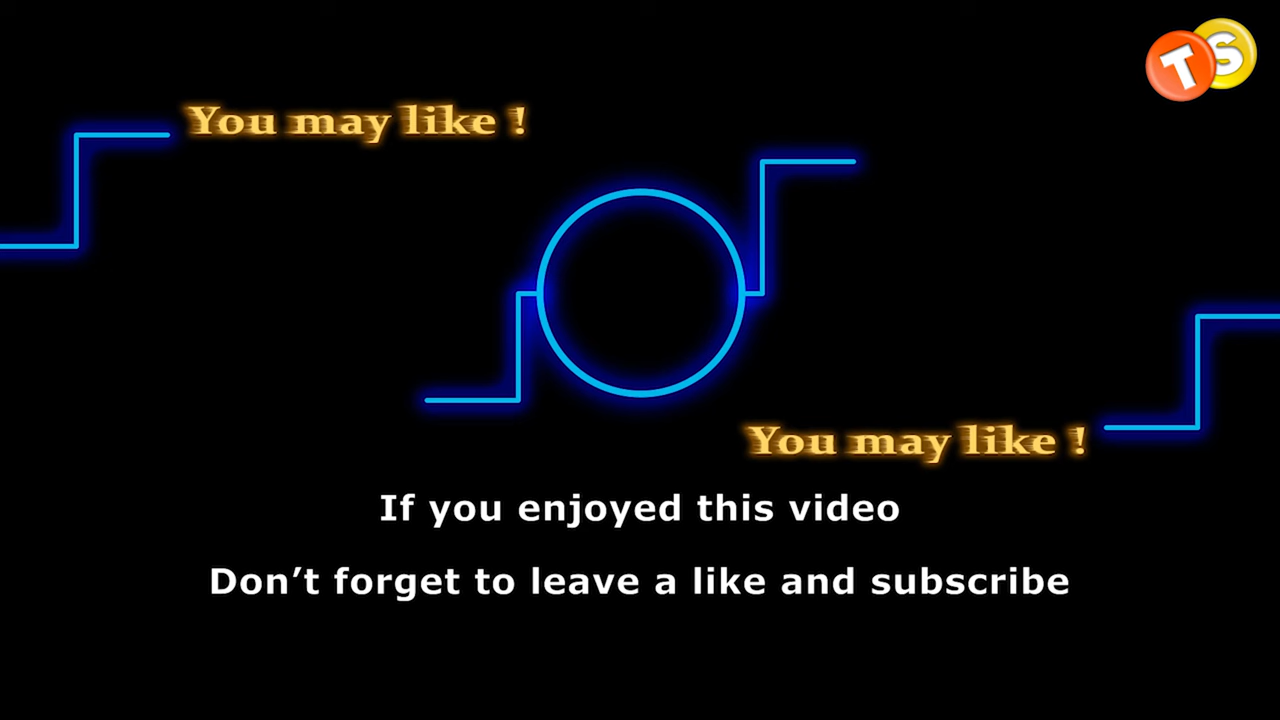 TS
You may like !
You may like !
If you enjoyed this video
Don’t forget to leave a like and subscribe